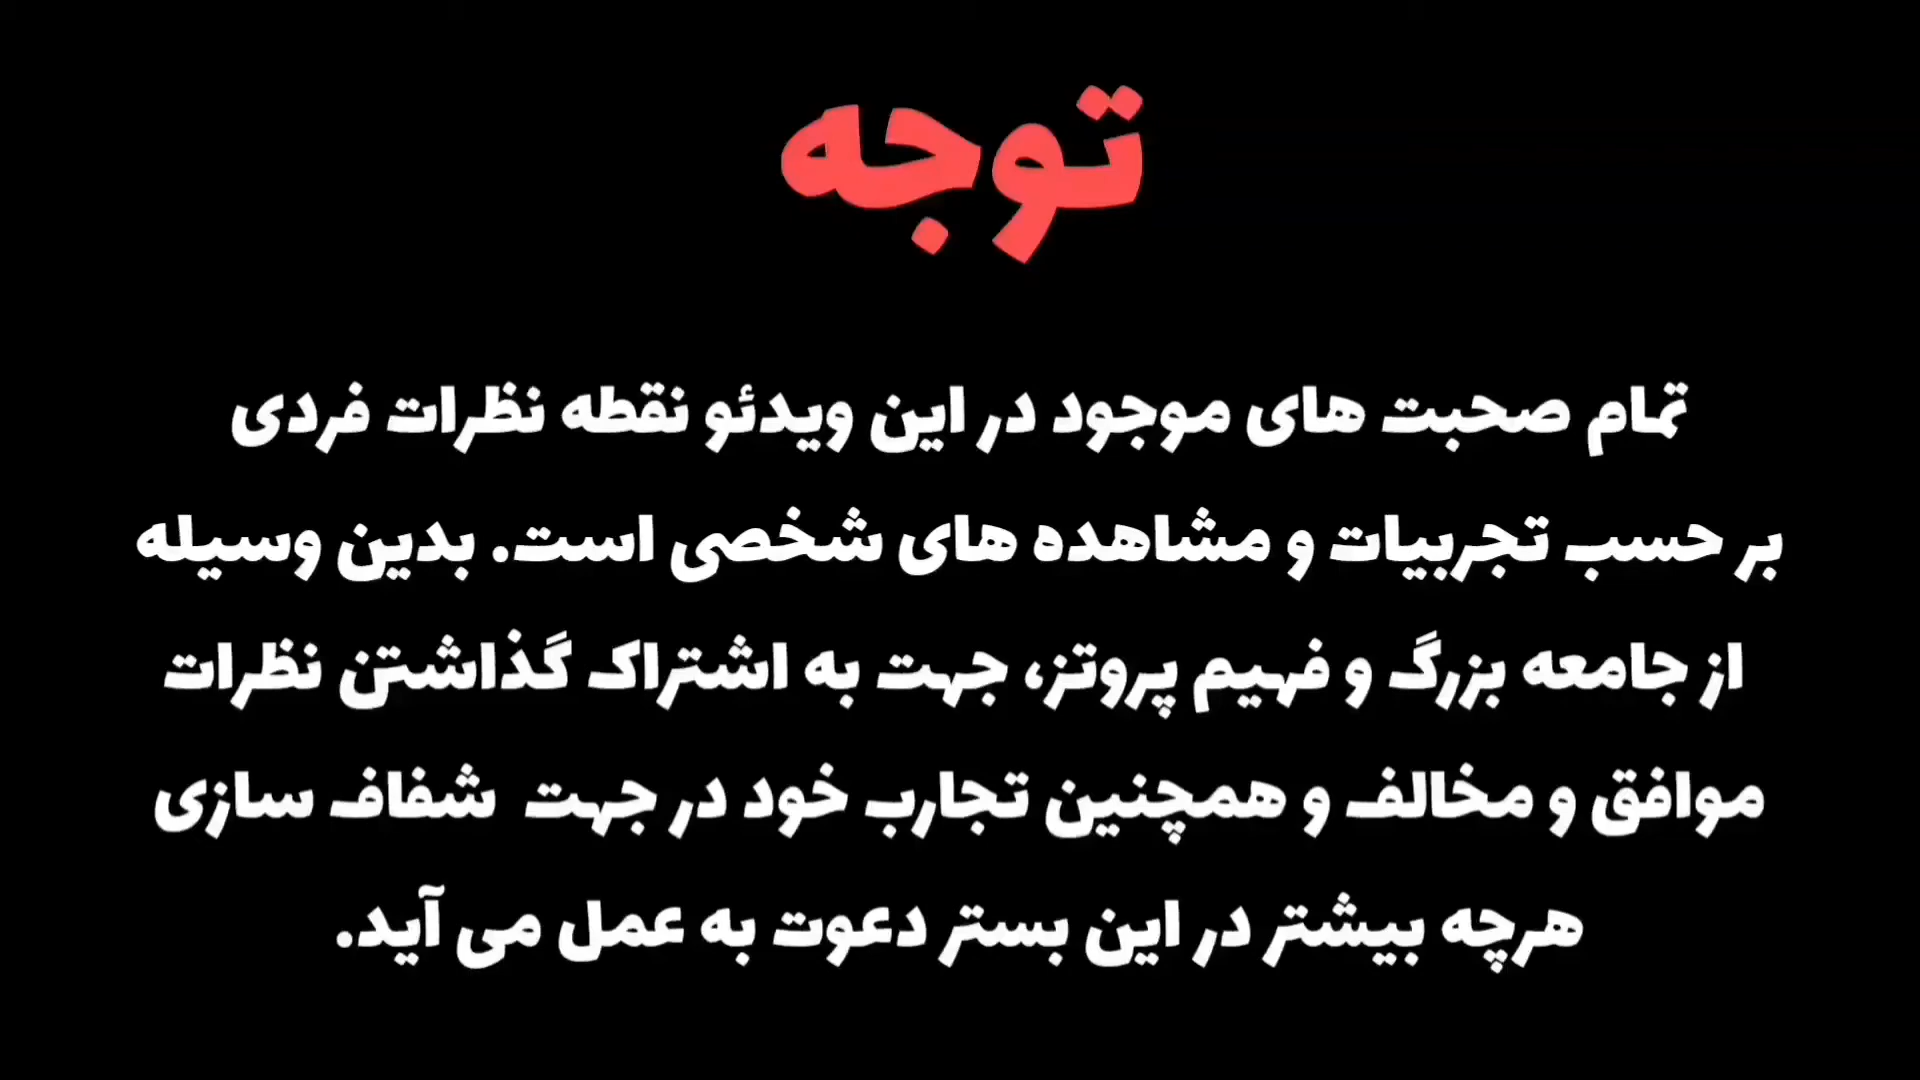 توجه
تمام صحبت های موجود در این ویدئو نقطه نظرات فردی
بر حسب تجربیات و مشاهده های شخصی است. بدین وسیله
از جامعه بزرگ و فهیم پروتز، جهت به اشتراک گذاشتن نظرات
موافق و مخالف و همچنین تجارب خود در جهت شفاف سازی
هرچه بیشتر در این بستر دعوت به عمل می آید.